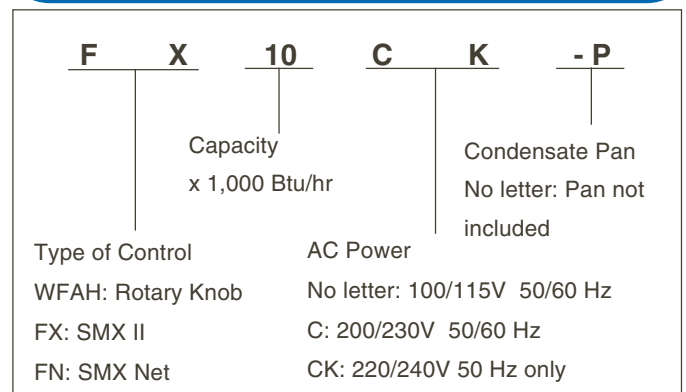 F X 10 C K - P
Capacity
x 1,000 Btu/hr
Condensate Pan
No letter: Pan not
included
Type of Control
WFAH: Rotary Knob
FX: SMX II
FN: SMX Net
AC Power
No letter: 100/115V 50/60 Hz
C: 200/230V 50/60 Hz
CK: 220/240V 50 Hz only